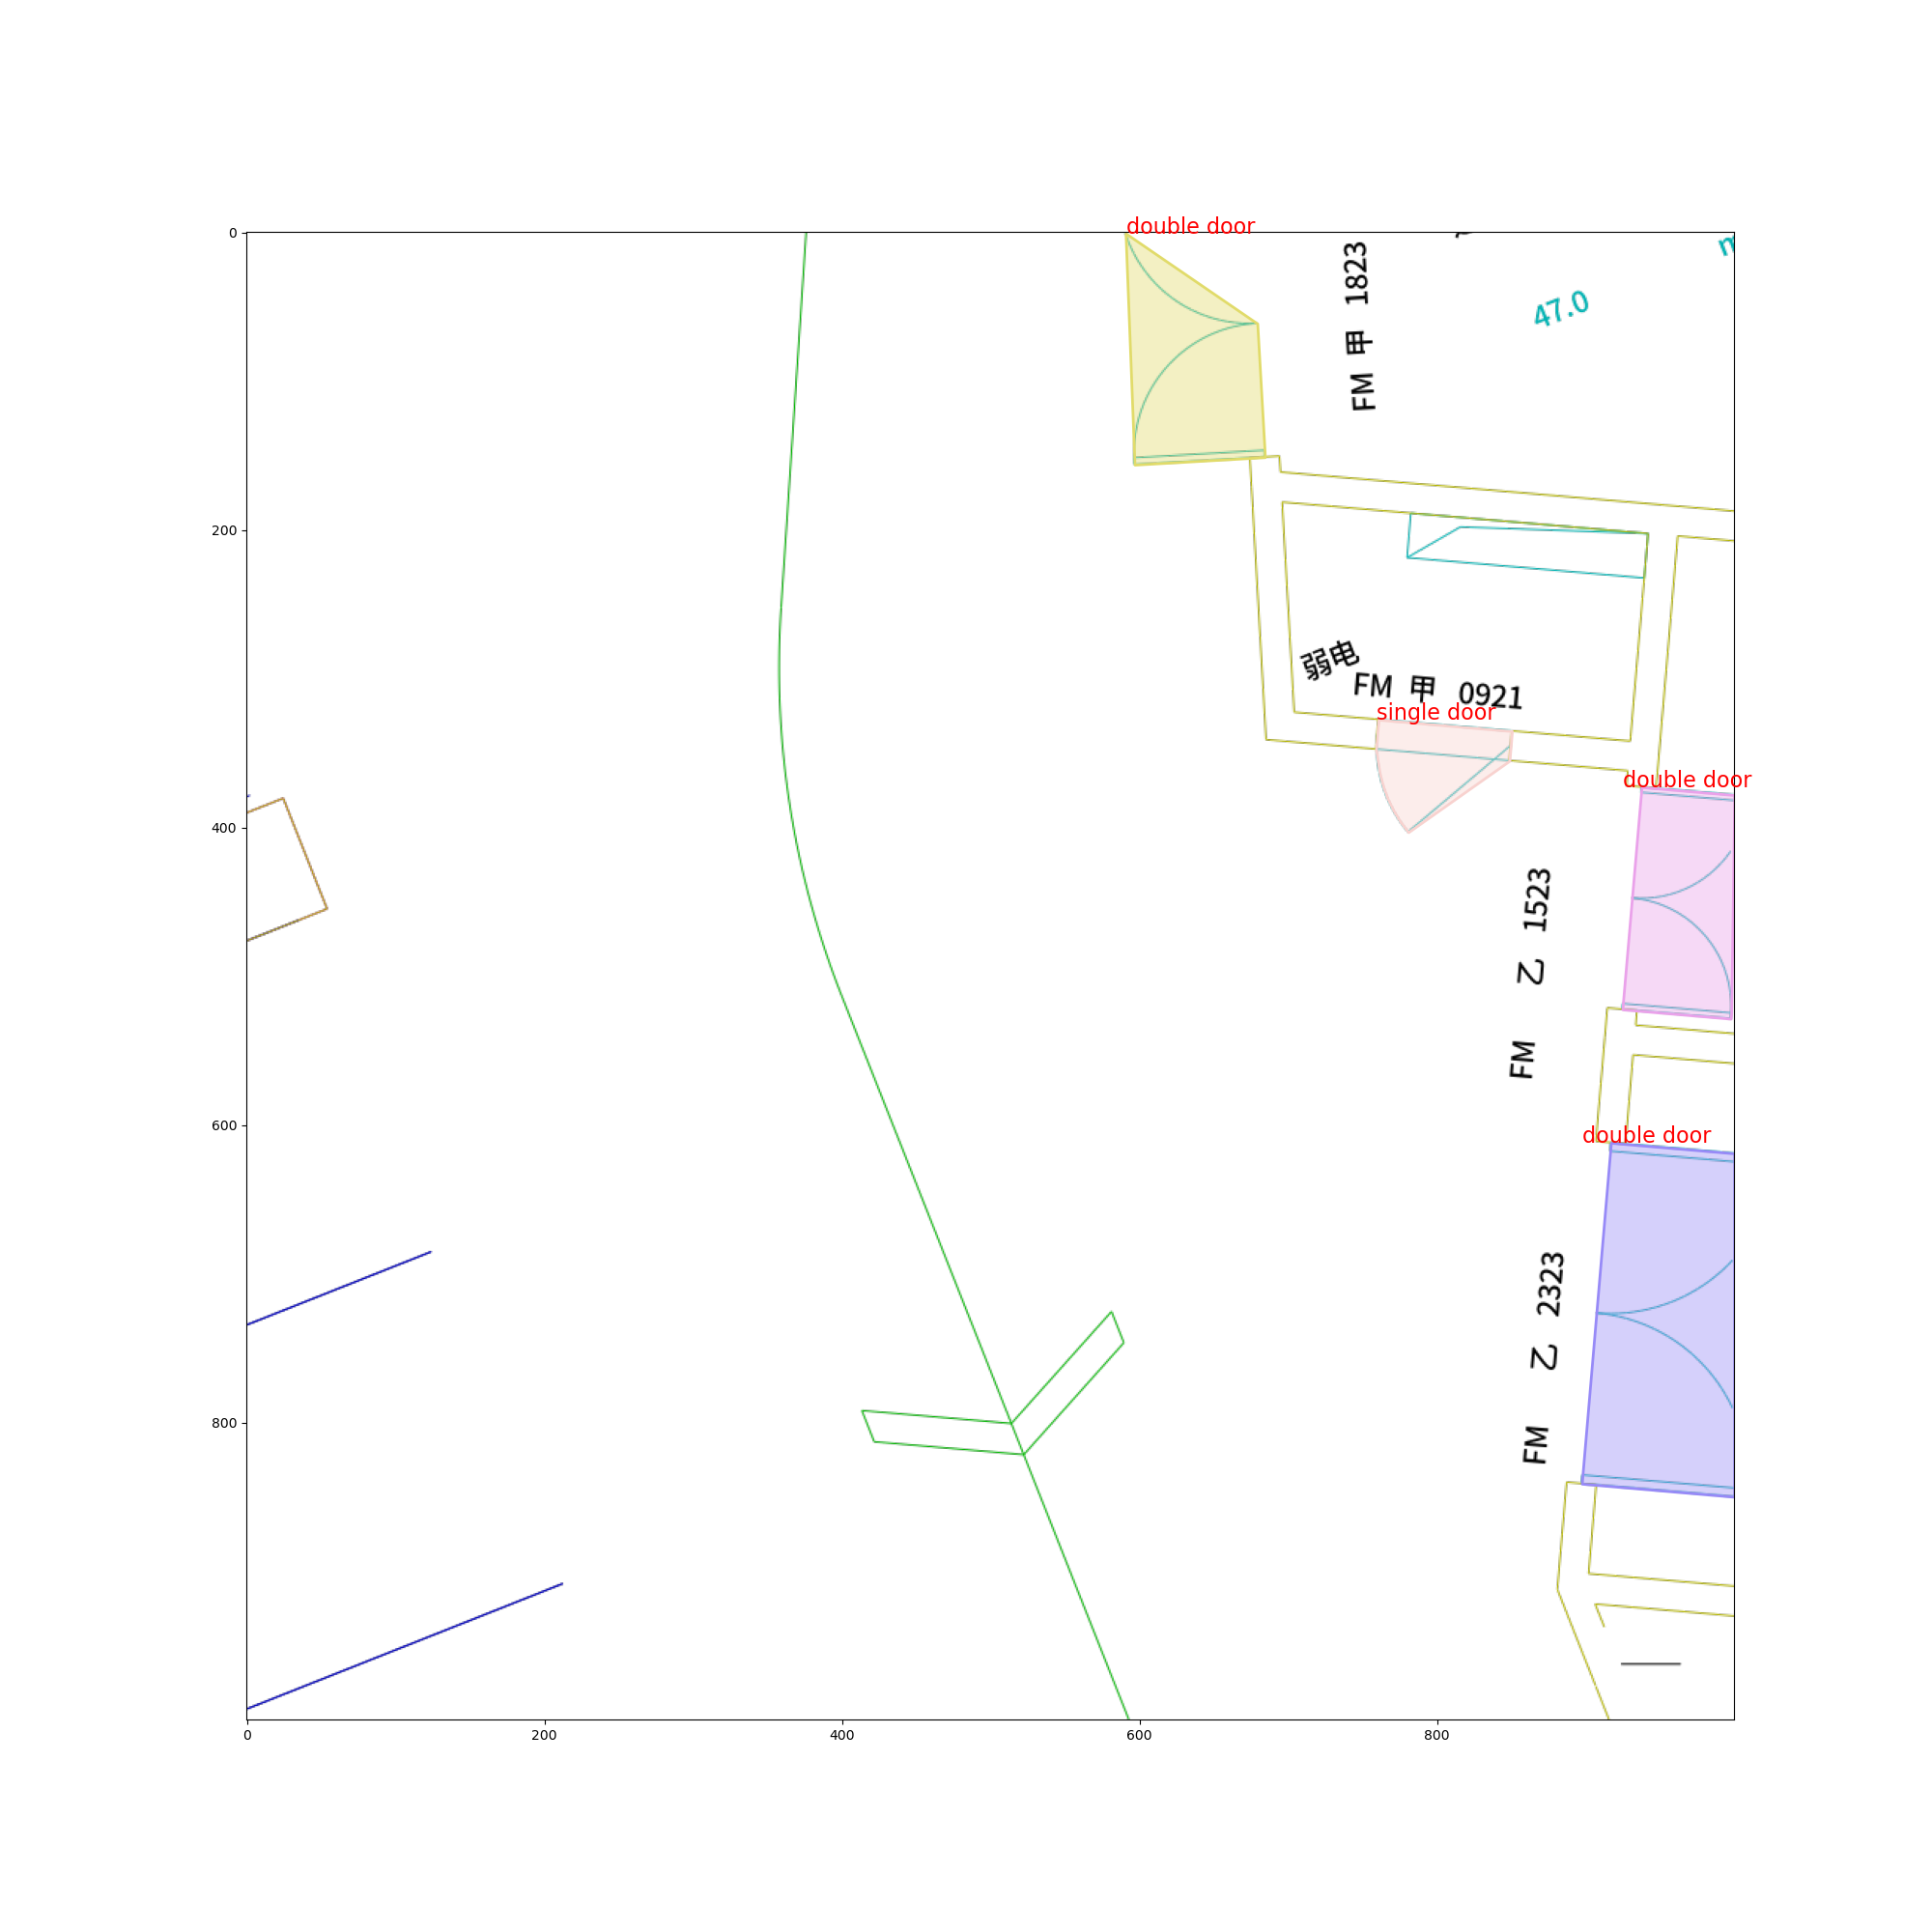 double door
FM 甲 1823
47.0
弱电
FM 甲 0921
single door
double door
FM 乙 1523
double door
FM 乙 2323
0
200
400
600
800
0
200
400
600
800